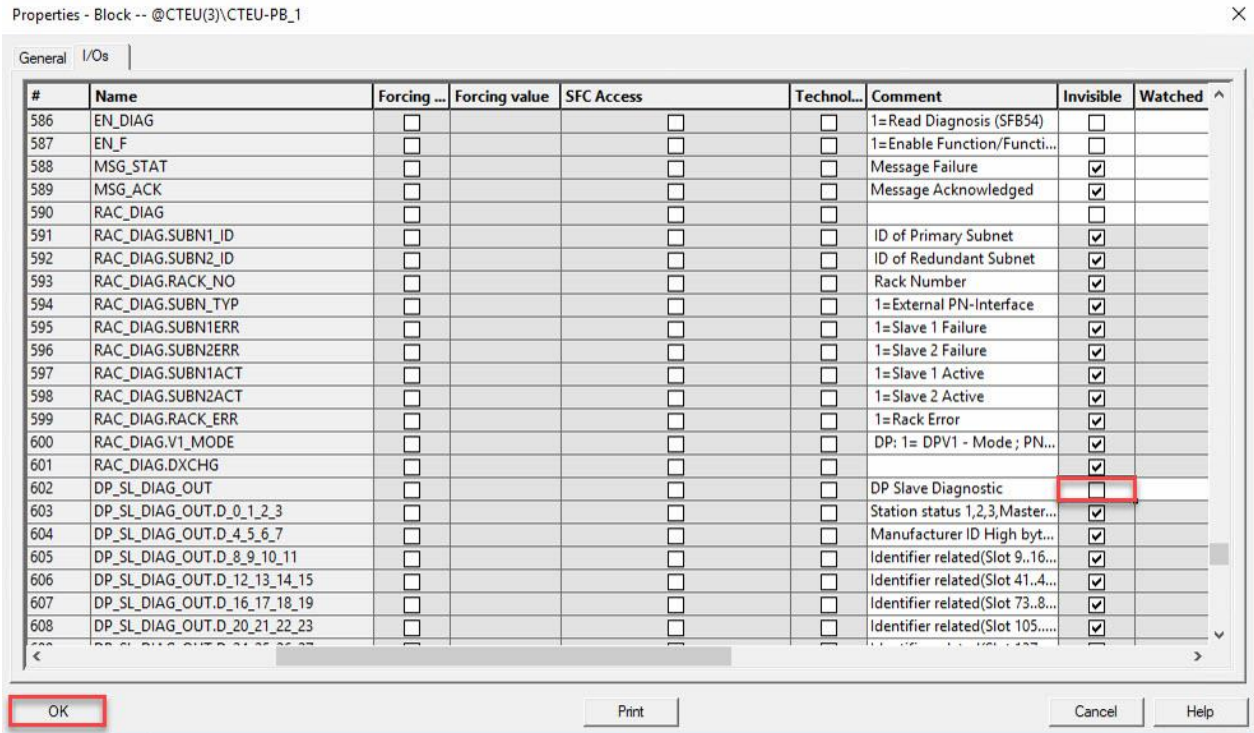 Properties - Block -- @CTEU(3)\CTEU-PB_1
General I/Os
# Name Forcing ... Forcing value SFC Access Technol... Comment Invisible Watched
586 EN_DIAG 1=Read Diagnosis (SFB54)
587 EN_F 1=Enable Function/Functi...
588 MSG_STAT Message Failure
589 MSG_ACK Message Acknowledged
590 RAC_DIAG
591 RAC_DIAG.SUBN1_ID ID of Primary Subnet
592 RAC_DIAG.SUBN2_ID ID of Redundant Subnet
593 RAC_DIAG.RACK_NO Rack Number
594 RAC_DIAG.SUBN_TYP 1=External PN-Interface
595 RAC_DIAG.SUBN1ERR 1=Slave 1 Failure
596 RAC_DIAG.SUBN2ERR 1=Slave 2 Failure
597 RAC_DIAG.SUBN1ACT 1=Slave 1 Active
598 RAC_DIAG.SUBN2ACT 1=Slave 2 Active
599 RAC_DIAG.RACK_ERR 1=Rack Error
600 RAC_DIAG.V1_MODE DP: 1= DPV1 - Mode ; PN...
601 RAC_DIAG.DXCHG
602 DP_SL_DIAG_OUT DP Slave Diagnostic
603 DP_SL_DIAG_OUT.D_0_1_2_3 Station status 1,2,3,Master...
604 DP_SL_DIAG_OUT.D_4_5_6_7 Manufacturer ID High byt...
605 DP_SL_DIAG_OUT.D_8_9_10_11 Identifier related(Slot 9..16...
606 DP_SL_DIAG_OUT.D_12_13_14_15 Identifier related(Slot 41..4...
607 DP_SL_DIAG_OUT.D_16_17_18_19 Identifier related(Slot 73..8...
608 DP_SL_DIAG_OUT.D_20_21_22_23 Identifier related(Slot 105.....
OK Print Cancel Help